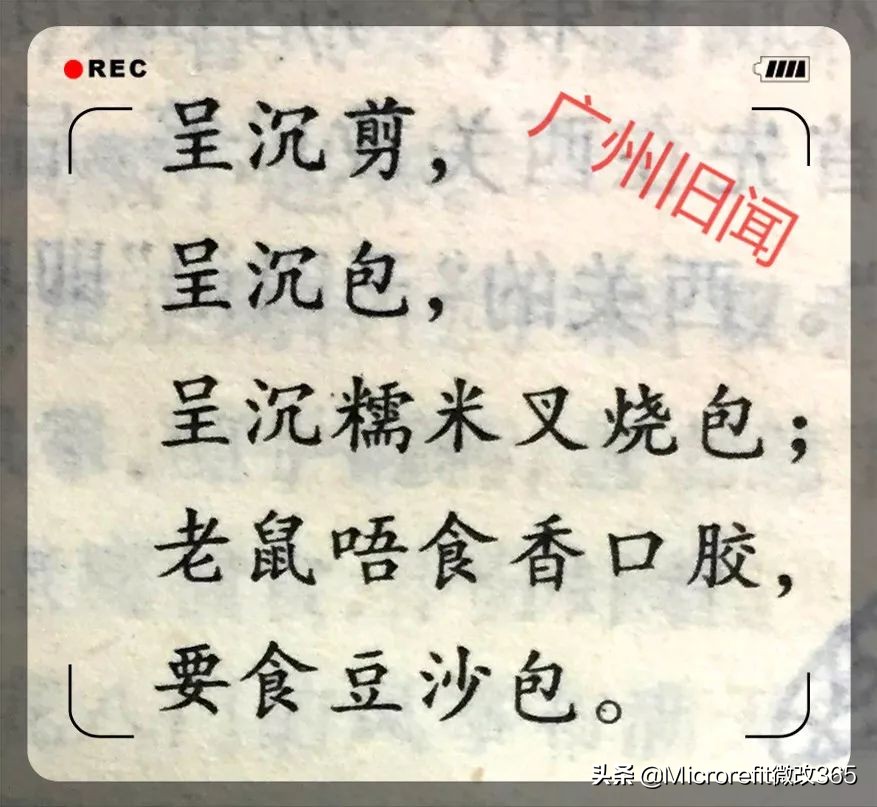 REC
广州旧闻
呈沉剪，
呈沉包，
呈沉糯米叉烧包；
老鼠唔食香口胶，
要食豆沙包。
头条 @Microrefit微改365